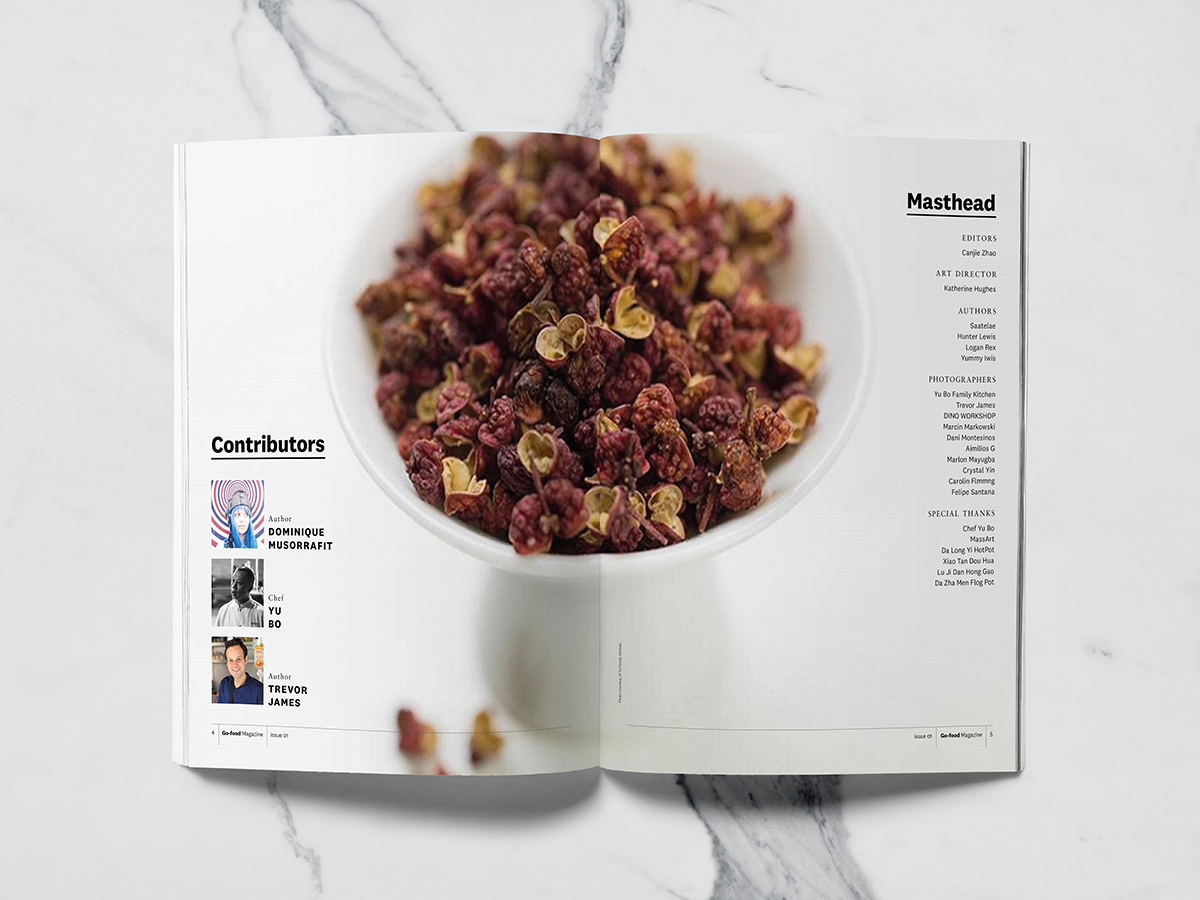 Contributors
Author
DOMINIQUE
MUSORRAFIT
Chef
YU
BO
Author
TREVOR
JAMES
4 Go-food Magazine issue 01
Masthead
EDITORS
Canjie Zhao
ART DIRECTOR
Katherine Hughes
AUTHORS
Saatelae
Hunter Lewis
Logan Rex
Yummy Iwis
PHOTOGRAPHERS
Yu Bo Family Kitchen
Trevor James
DINO WORKSHOP
Marcin Markowski
Dani Montesinos
Aimilios G
Marlon Mayugba
Crystal Yin
Carolin Flmmng
Felipe Santana
SPECIAL THANKS
Chef Yu Bo
MassArt
Da Long Yi HotPot
Xiao Tan Dou Hua
Lu Ji Dan Hong Gao
Da Zha Men Flog Pot
issue 01 Go-food Magazine 5